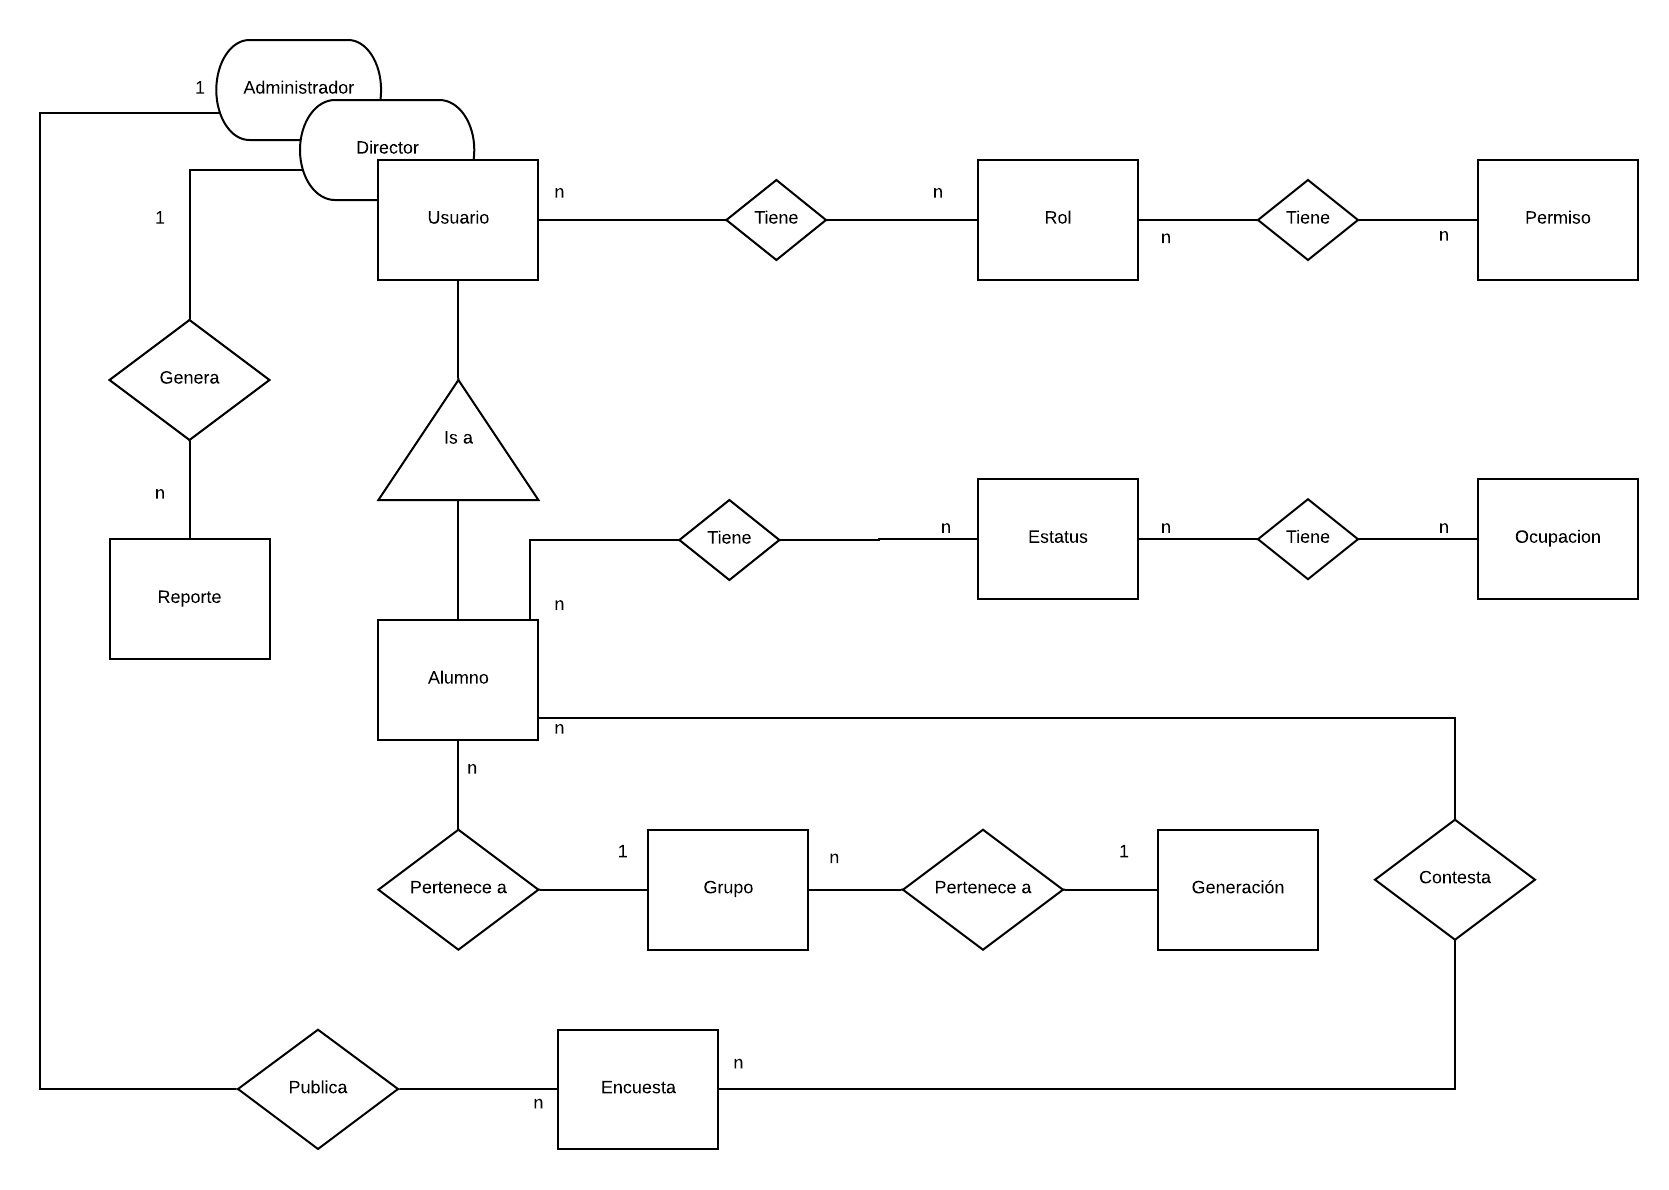 1
Administrador
Director
n
n
1
Usuario
Tiene
Rol
Tiene
Permiso
n
n
Genera
Is a
n
n
n
n
Tiene
Estatus
Tiene
Ocupacion
Reporte
n
Alumno
n
n
1
n
1
Pertenece a
Grupo
Pertenece a
Generación
Contesta
n
Publica
Encuesta
n